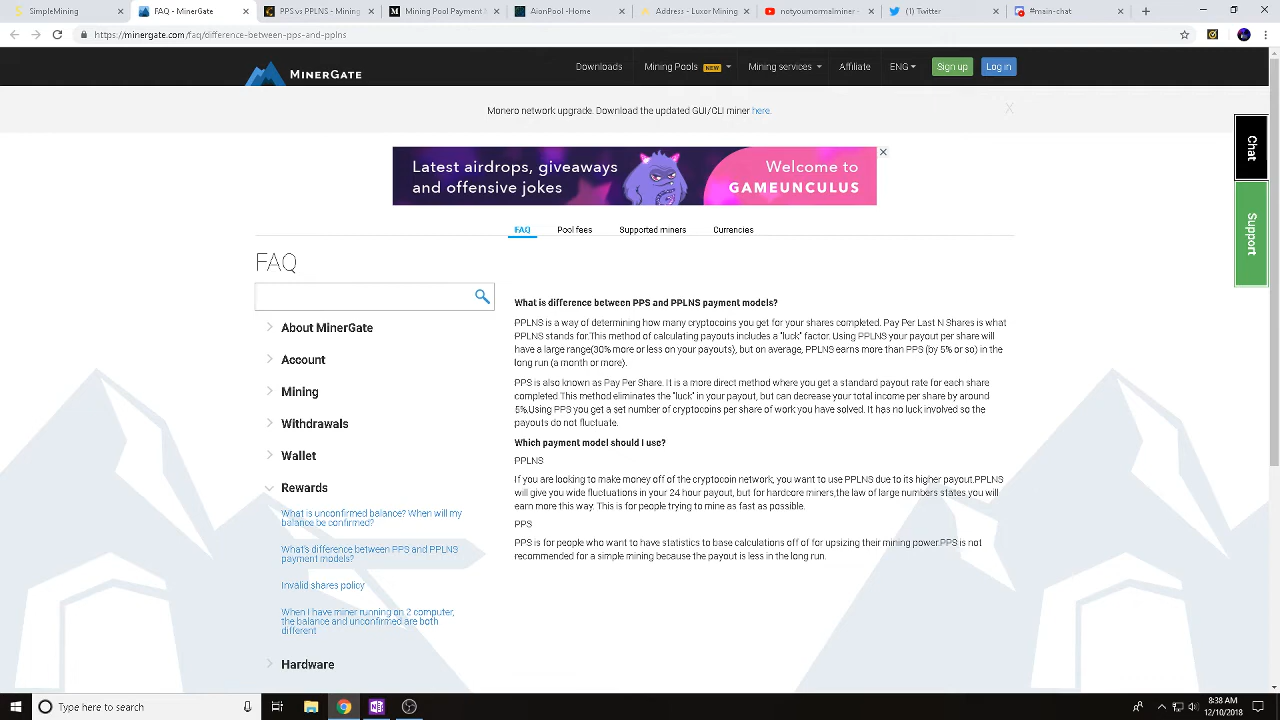 SimpleMining
FAQ - MinerGate
PPS vs PPLNS - Mining
Mining Pool Payment
-AionPool -Home
Address - Luxor Mining
notyournormalminer -
(1) Twitter
#main-chat
https://minergate.com/faq/difference-between-pps-and-pplns
MINERGATE
Downloads
Mining Pools NEW
Mining services
Affiliate
ENG
Sign up
Log in
Monero network upgrade. Download the updated GUI/CLI miner here.
X
Latest airdrops, giveaways
and offensive jokes
Welcome to
GAMEUNCULUS
Chat
Support
FAQ
Pool fees
Supported miners
Currencies
FAQ
About MinerGate
Account
Mining
Withdrawals
Wallet
Rewards
What is unconfirmed balance? When will my
balance be confirmed?
What's difference between PPS and PPLNS
payment models?
Invalid shares policy
When I have miner running on 2 computer,
the balance and unconfirmed are both
different
Hardware
What is difference between PPS and PPLNS payment models?
PPLNS is a way of determining how many cryptocoins you get for your shares completed. Pay Per Last N Shares is what
PPLNS stands for.This method of calculating payouts includes a "luck" factor. Using PPLNS your payout per share will
have a large range(30% more or less on your payouts), but on average, PPLNS earns more than PPS (by 5% or so) in the
long run (a month or more).
PPS is also known as Pay Per Share. It is a more direct method where you get a standard payout rate for each share
completed.This method eliminates the "luck" in your payout, but can decrease your total income per share by around
5%.Using PPS you get a set number of cryptocoins per share of work you have solved. It has no luck involved so the
payouts do not fluctuate.
Which payment model should I use?
PPLNS
If you are looking to make money off of the cryptocoin network, you want to use PPLNS due to its higher payout.PPLNS
will give you wide fluctuations in your 24 hour payout, but for hardcore miners,the law of large numbers states you will
earn more this way. This is for people trying to mine as fast as possible.
PPS
PPS is for people who want to have statistics to base calculations off of for upsizing their mining power.PPS is not
recommended for a simple mining because the payout is less in the long run.
Type here to search
8:38 AM
12/10/2018